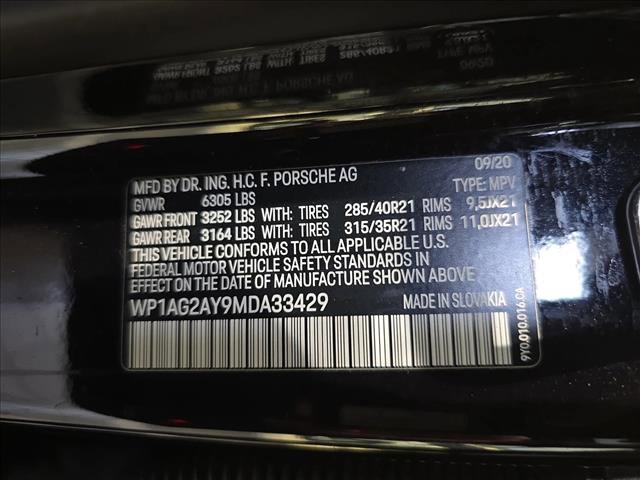 09/20
MFD BY DR. ING. H.C. F. PORSCHE AG
GVWR 6305 LBS TYPE: MPV
GAWR FRONT 3252 LBS WITH: TIRES 285/40R21 RIMS 9,5JX21
GAWR REAR 3164 LBS WITH: TIRES 315/35R21 RIMS 11,0JX21
THIS VEHICLE CONFORMS TO ALL APPLICABLE U.S.
FEDERAL MOTOR VEHICLE SAFETY STANDARDS IN
EFFECT ON THE DATE OF MANUFACTURE SHOWN ABOVE.
WP1AG2AY9MDA33429 MADE IN SLOVAKIA
9Y0.010.016.CA